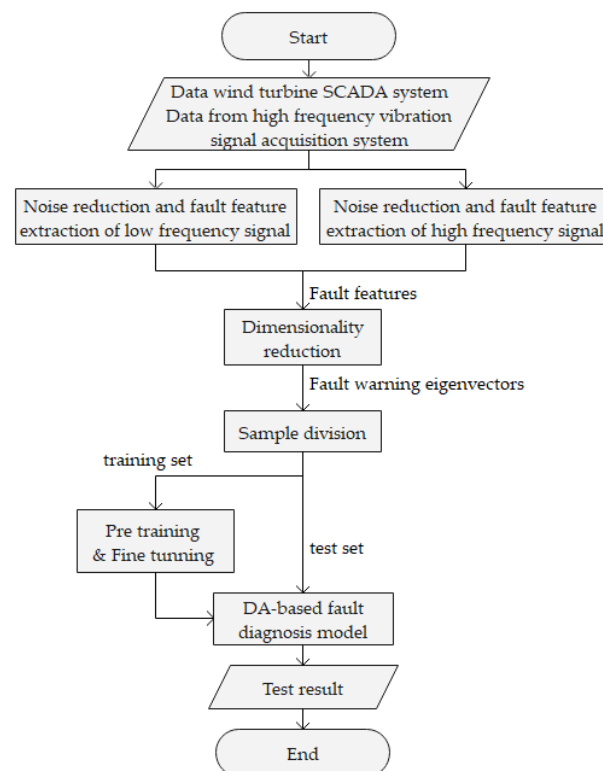 Start
Data wind turbine SCADA system
Data from high frequency vibration
signal acquisition system
Noise reduction and fault feature
extraction of low frequency signal
Noise reduction and fault feature
extraction of high frequency signal
Fault features
Dimensionality
reduction
Fault warning eigenvectors
Sample division
training set
Pre training
& Fine tunning
test set
DA-based fault
diagnosis model
Test result
End